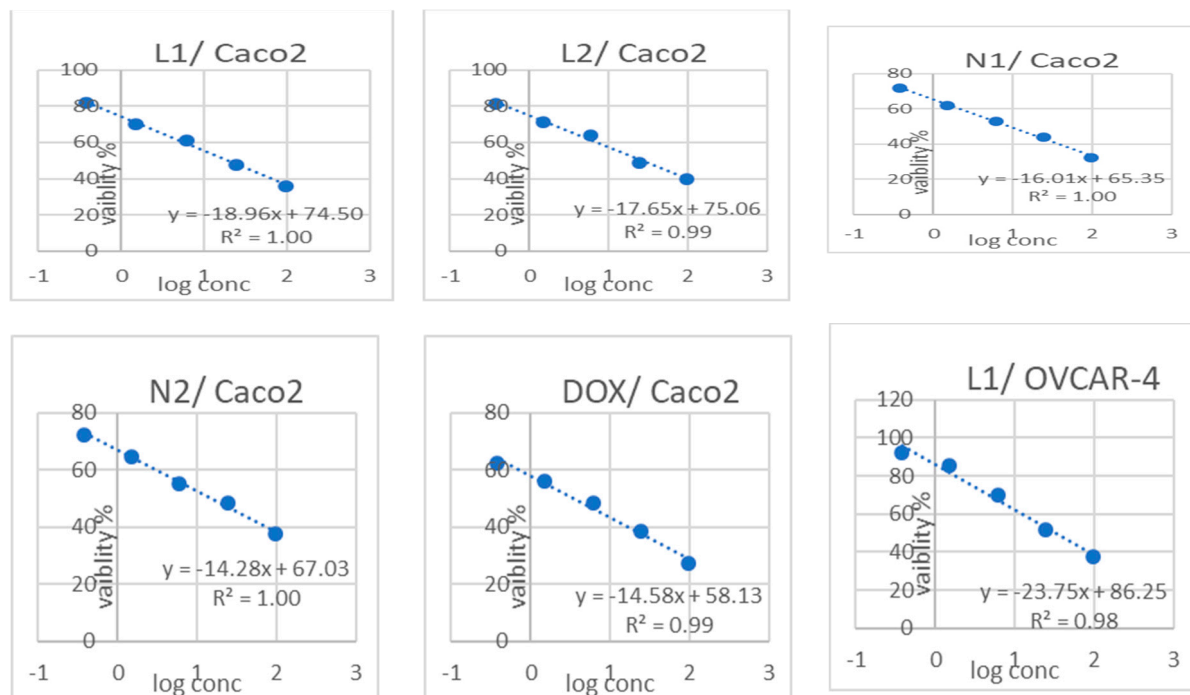 L1/ Caco2
100
80
60
40
20
0
vaiblity %
y = -18.96x + 74.50
R² = 1.00
-1 0 1 2 3
log conc
L2/ Caco2
100
80
60
40
20
0
vaiblity %
y = -17.65x + 75.06
R² = 0.99
-1 0 1 2 3
log conc
N1/ Caco2
80
60
40
20
0
vaiblity %
y = -16.01x + 65.35
R² = 1.00
-1 0 1 2 3
log conc
N2/ Caco2
80
60
40
20
0
vaiblity %
y = -14.28x + 67.03
R² = 1.00
-1 0 1 2 3
log conc
DOX/ Caco2
80
60
40
20
0
vaiblity %
y = -14.58x + 58.13
R² = 0.99
-1 0 1 2 3
log conc
L1/ OVCAR-4
120
100
80
60
40
20
0
vaiblity %
y = -23.75x + 86.25
R² = 0.98
-1 0 1 2 3
log conc